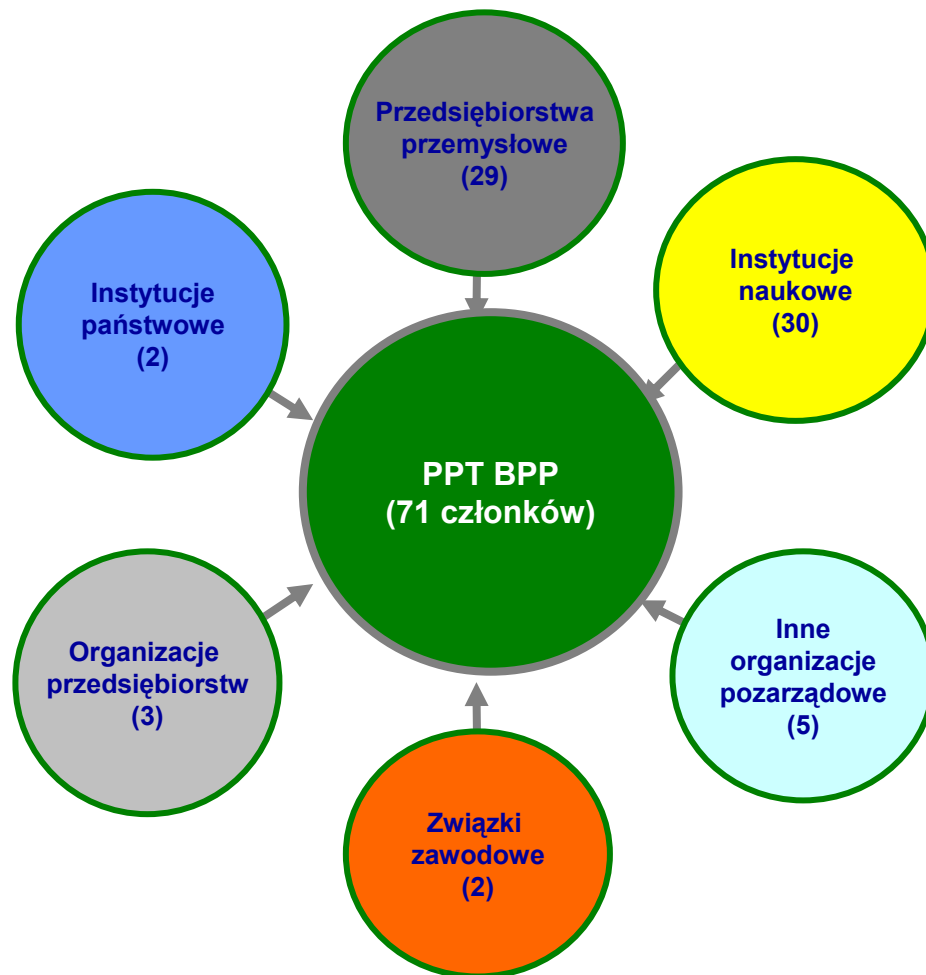 Przedsiębiorstwa
przemysłowe
(29)
Instytucje
naukowe
(30)
Instytucje
państwowe
(2)
PPT BPP
(71 członków)
Organizacje
przedsiębiorstw
(3)
Inne
organizacje
pozarządowe
(5)
Związki
zawodowe
(2)